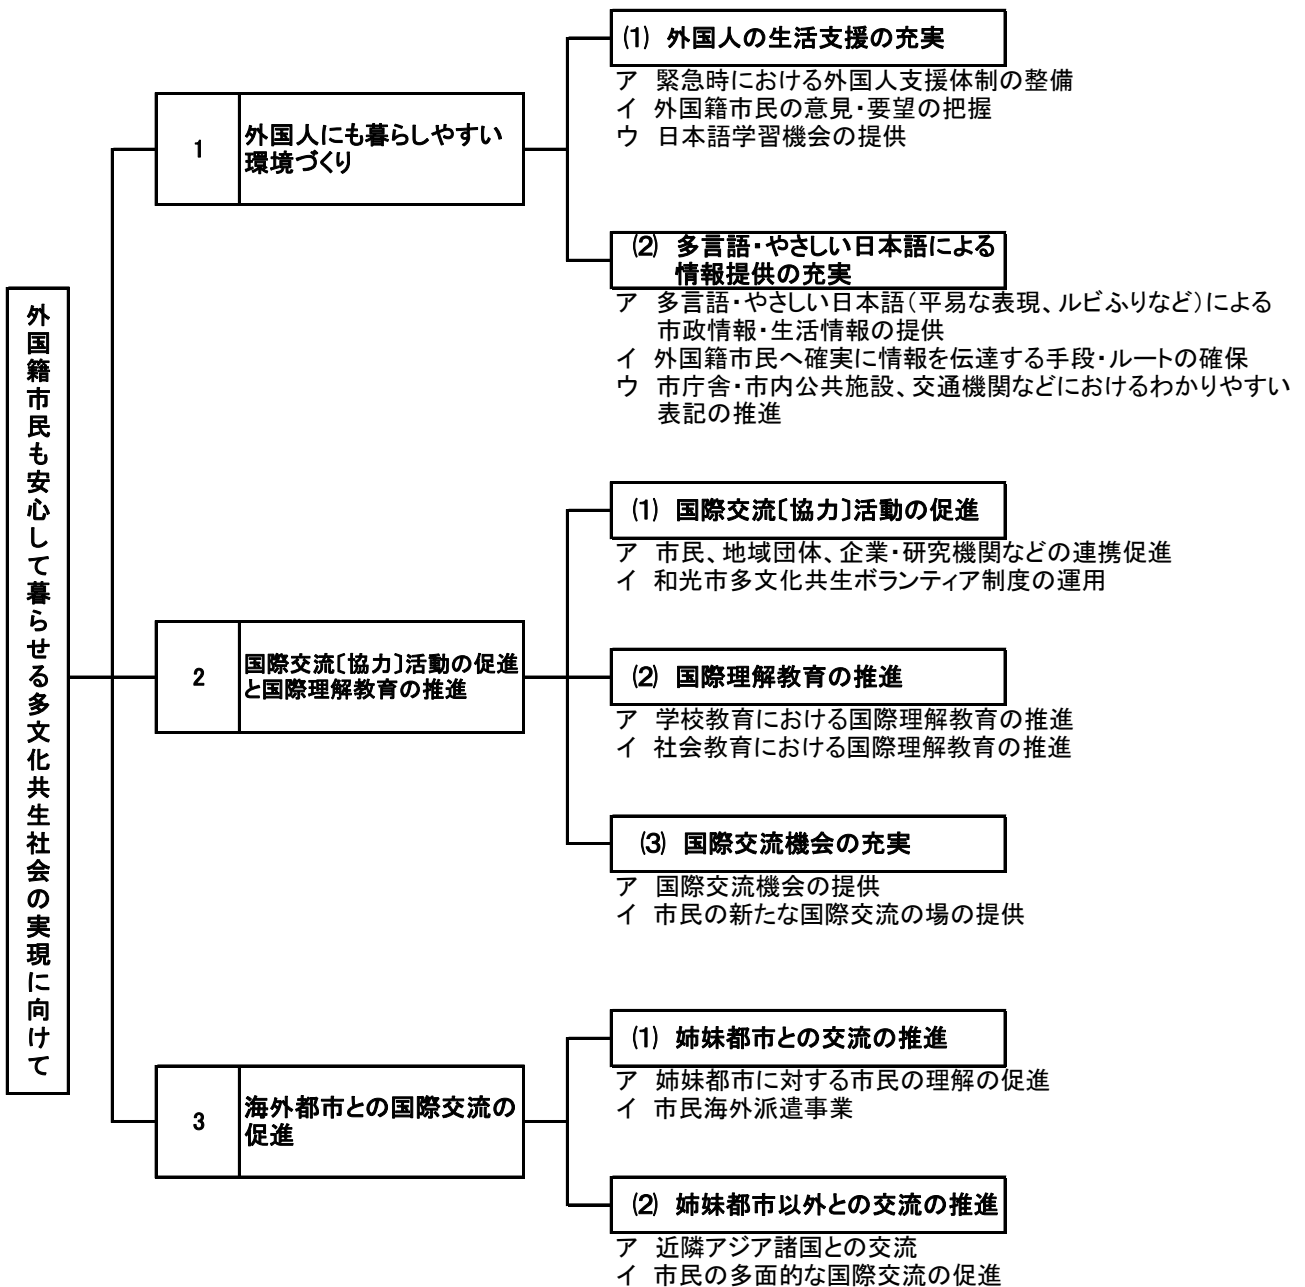 外国籍市民も安心して暮らせる多文化共生社会の実現に向けて
1
外国人にも暮らしやすい
環境づくり
(1) 外国人の生活支援の充実
ア 緊急時における外国人支援体制の整備
イ 外国籍市民の意見・要望の把握
ウ 日本語学習機会の提供
(2) 多言語・やさしい日本語による
情報提供の充実
ア 多言語・やさしい日本語(平易な表現、ルビふりなど)による
市政情報・生活情報の提供
イ 外国籍市民へ確実に情報を伝達する手段・ルートの確保
ウ 市庁舎・市内公共施設、交通機関などにおけるわかりやすい
表記の推進
2
国際交流〔協力〕活動の促進
と国際理解教育の推進
(1) 国際交流〔協力〕活動の促進
ア 市民、地域団体、企業・研究機関などの連携促進
イ 和光市多文化共生ボランティア制度の運用
(2) 国際理解教育の推進
ア 学校教育における国際理解教育の推進
イ 社会教育における国際理解教育の推進
(3) 国際交流機会の充実
ア 国際交流機会の提供
イ 市民の新たな国際交流の場の提供
3
海外都市との国際交流の
促進
(1) 姉妹都市との交流の推進
ア 姉妹都市に対する市民の理解の促進
イ 市民海外派遣事業
(2) 姉妹都市以外との交流の推進
ア 近隣アジア諸国との交流
イ 市民の多面的な国際交流の促進